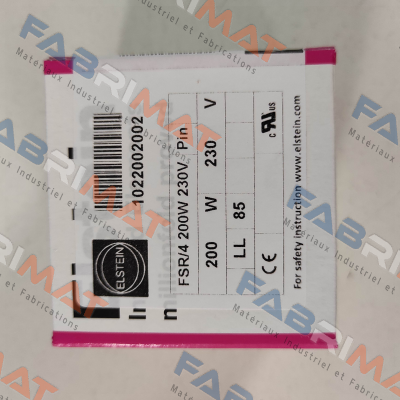 1022002002
ELSTEIN
FSR/4 200W 230V, Pin
200 W 230 V
LL 85
CE
c UL us
For safety instruction www.elstein.com
FABRIMAT
Matériaux Industriel et Fabrications